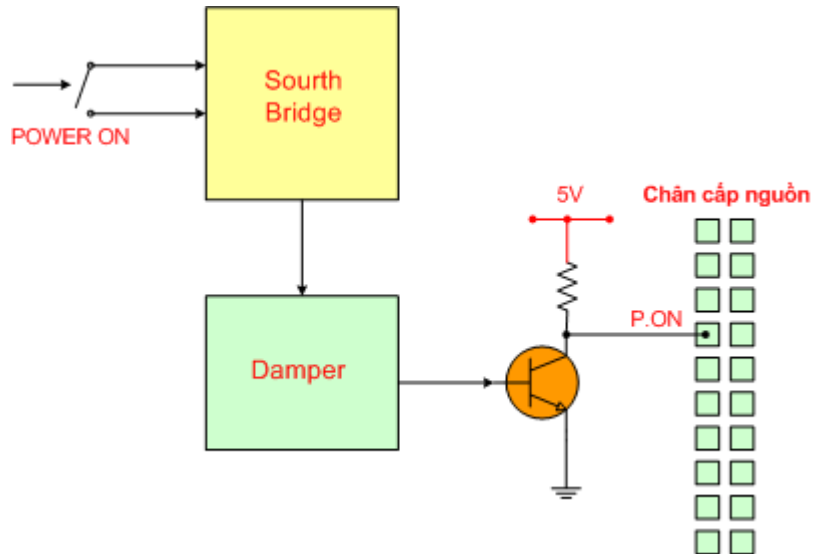 Sourth
Bridge
POWER ON
5V
Chân cấp nguồn
P.ON
Damper